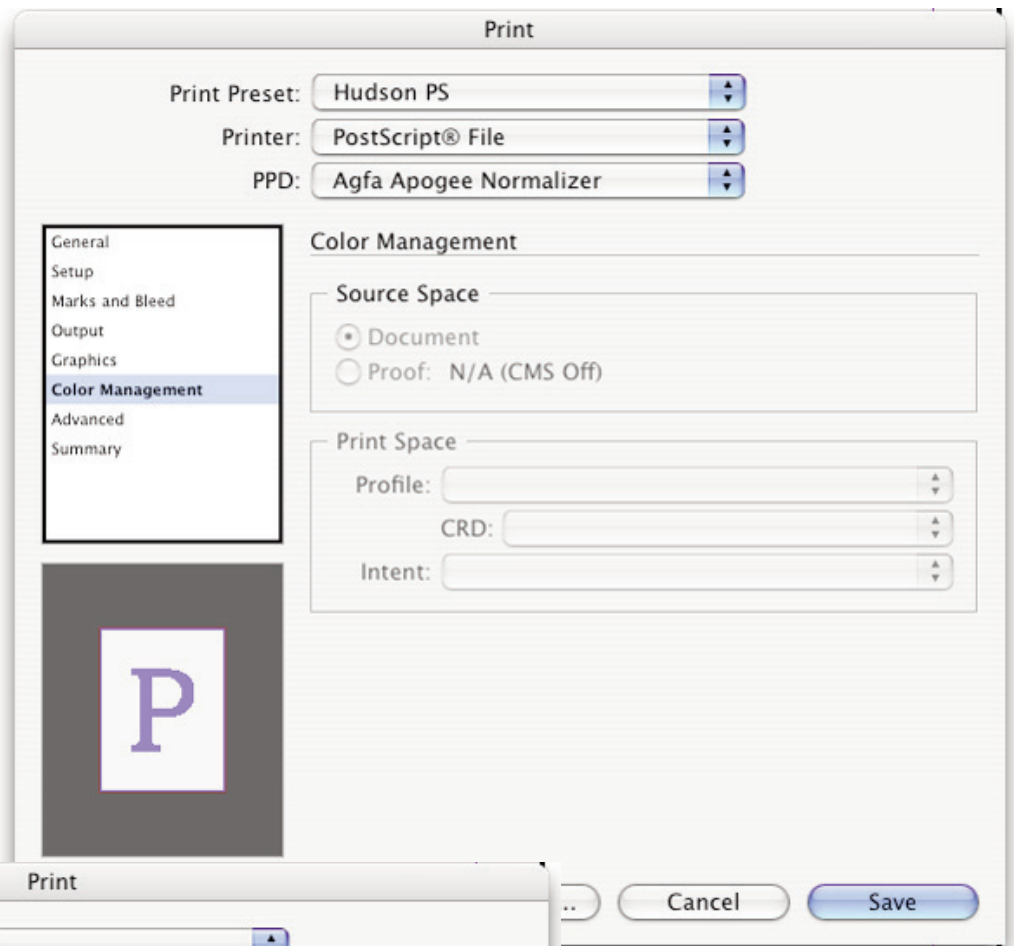 Print
Print Preset: Hudson PS
Printer: PostScript® File
PPD: Agfa Apogee Normalizer
General
Setup
Marks and Bleed
Output
Graphics
Color Management
Advanced
Summary
Color Management
Source Space
Document
Proof: N/A (CMS Off)
Print Space
Profile:
CRD:
Intent:
P
.. Cancel Save
Print